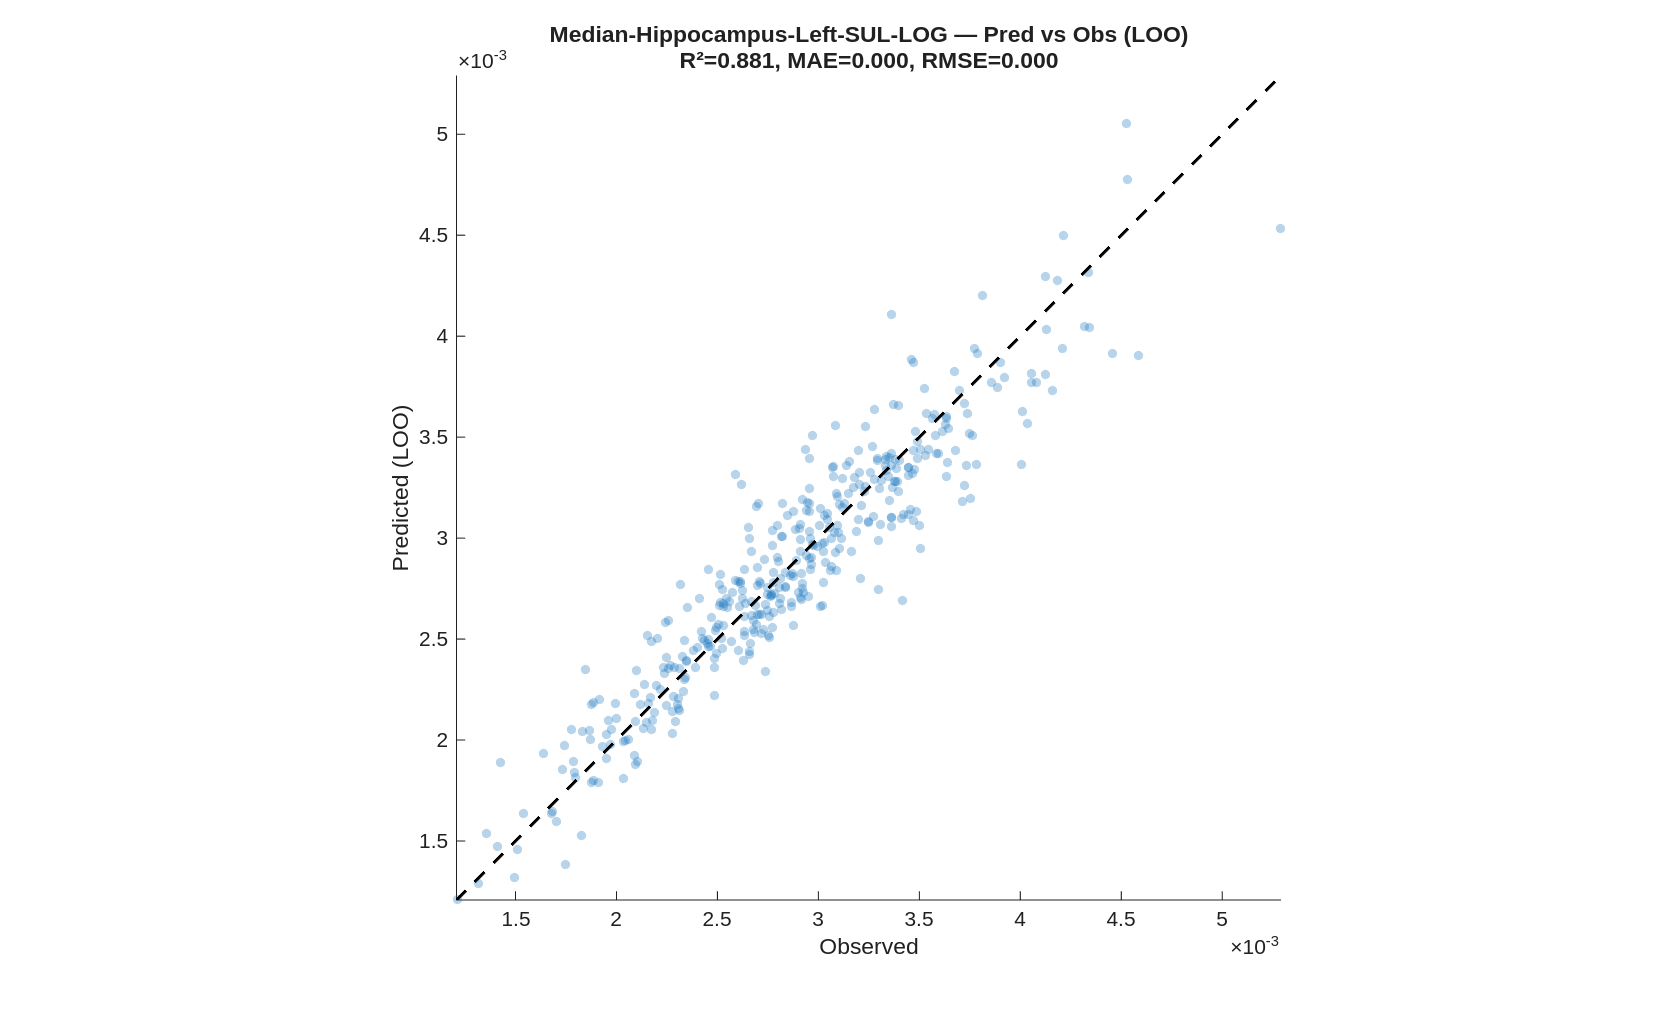 Median-Hippocampus-Left-SUL-LOG — Pred vs Obs (LOO)
R²=0.881, MAE=0.000, RMSE=0.000
×10-3
5
4.5
4
3.5
3
2.5
2
1.5
Predicted (LOO)
1.5 2 2.5 3 3.5 4 4.5 5
Observed
×10-3